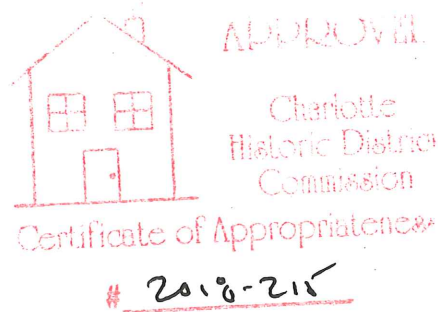 APPROVED
Charlotte
Historic District
Commission
Certificate of Appropriateness
# 2018-215